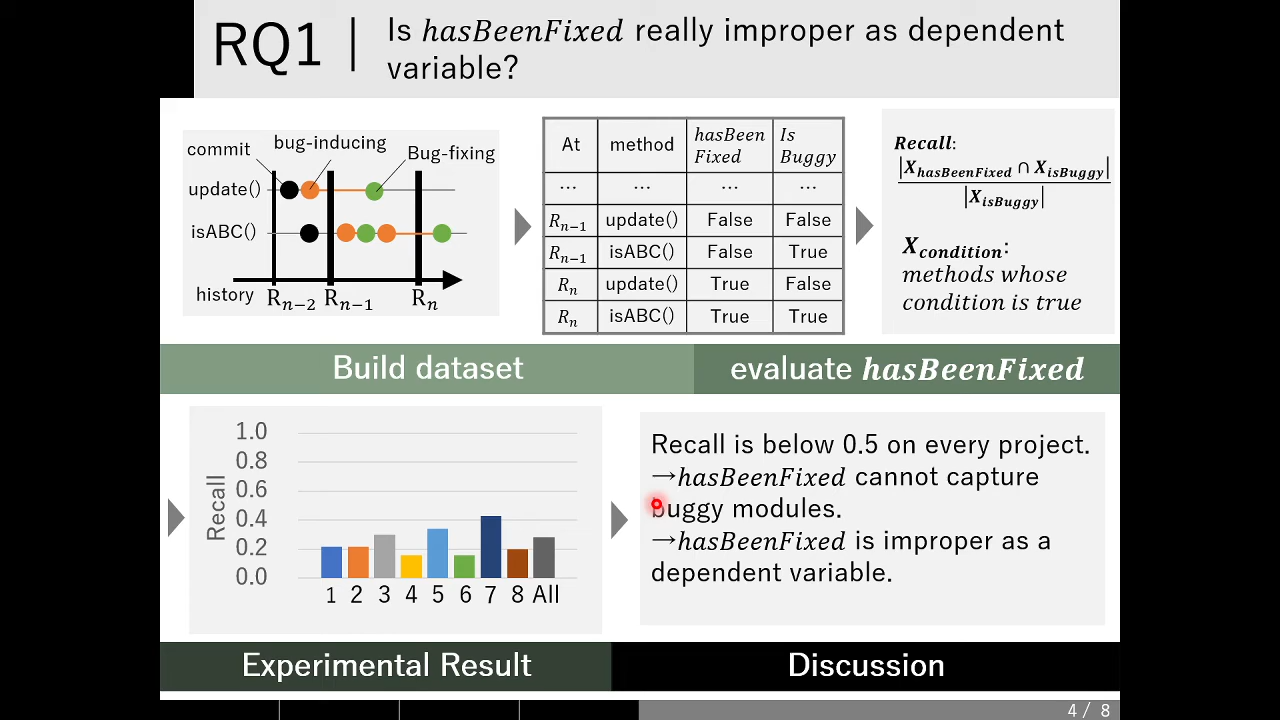 RQ1 | Is hasBeenFixed really improper as dependent
variable?
commit
bug-inducing
Bug-fixing
update()
isABC()
history
Rₙ₋₂ Rₙ₋₁ Rₙ
At method hasBeen Fixed Is Buggy
... ... ... ...
Rₙ₋₁ update() False False
Rₙ₋₁ isABC() False True
Rₙ update() True False
Rₙ isABC() True True
Recall:
|X_hasBeenFixed ∩ X_isBuggy|
|X_isBuggy|
X_condition:
methods whose
condition is true
Build dataset
evaluate hasBeenFixed
Recall
1.0
0.8
0.6
0.4
0.2
0.0
1 2 3 4 5 6 7 8 All
Recall is below 0.5 on every project.
→hasBeenFixed cannot capture
buggy modules.
→hasBeenFixed is improper as a
dependent variable.
Experimental Result
Discussion
4 / 8